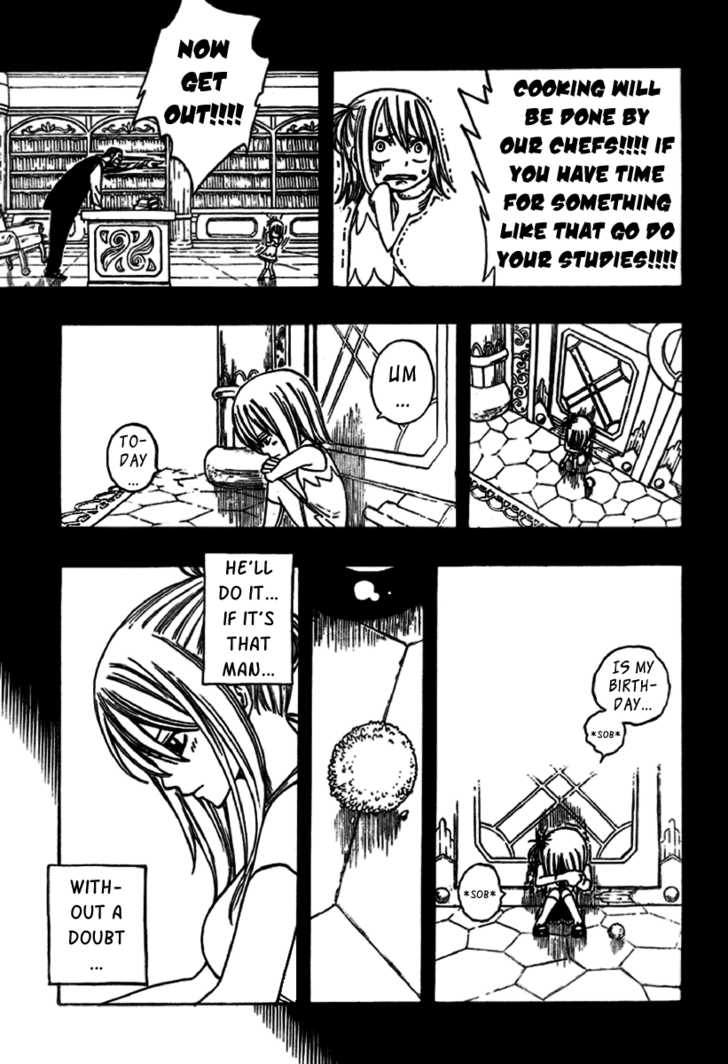 COOKING WILL
BE DONE BY
OUR CHEFS!!!! IF
YOU HAVE TIME
FOR SOMETHING
LIKE THAT GO DO
YOUR STUDIES!!!!
NOW
GET
OUT!!!!
UM
...
TO-
DAY
...
IS MY
BIRTH-
DAY...
*SOB*
*SOB*
HE'LL
DO IT...
IF IT'S
THAT
MAN...
WITH-
OUT A
DOUBT
...